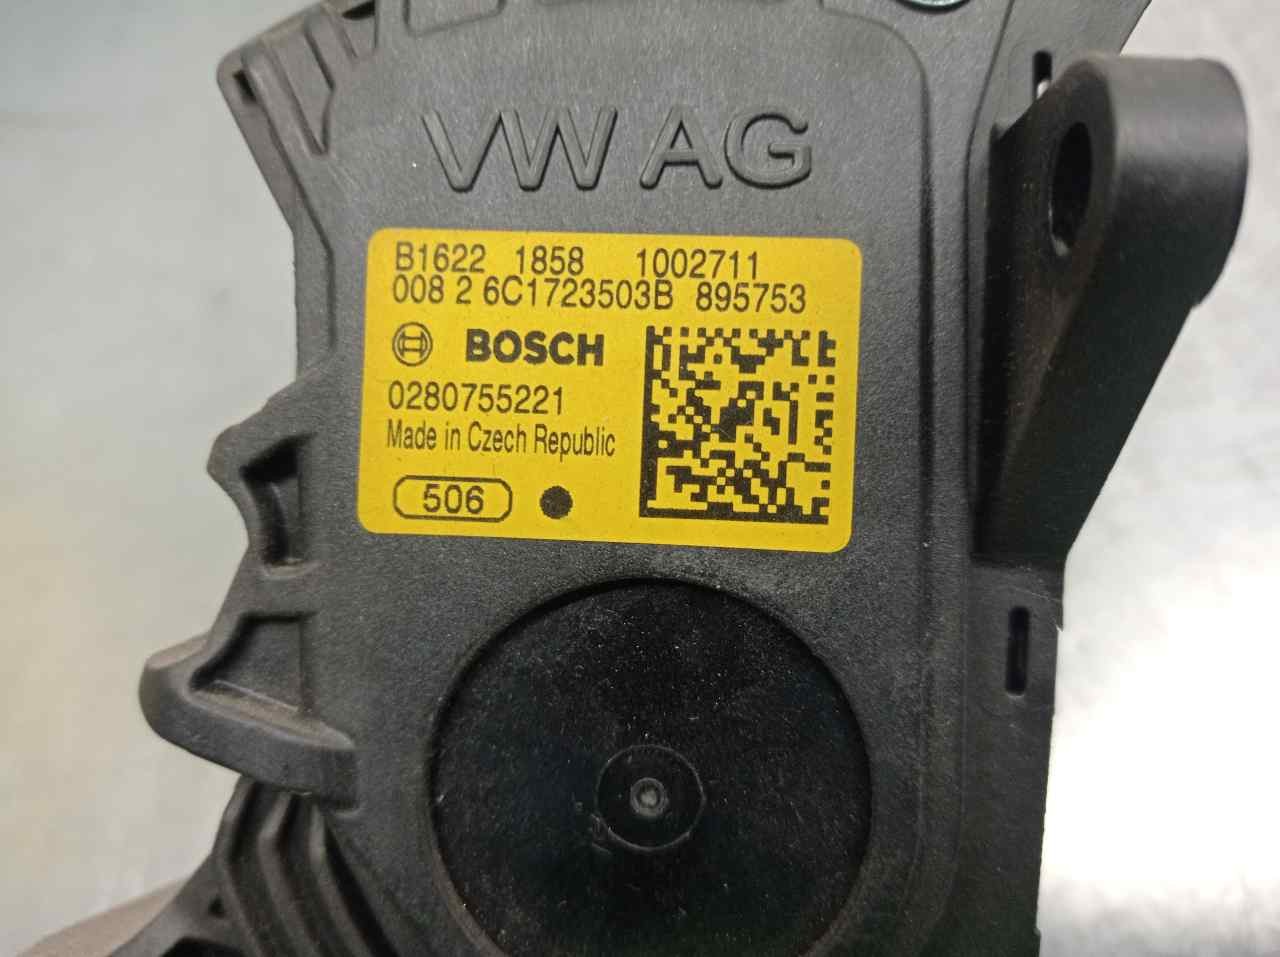 VW AG
B1622 1858 1002711
008 2 6C1723503B 895753
BOSCH
0280755221
Made in Czech Republic
506